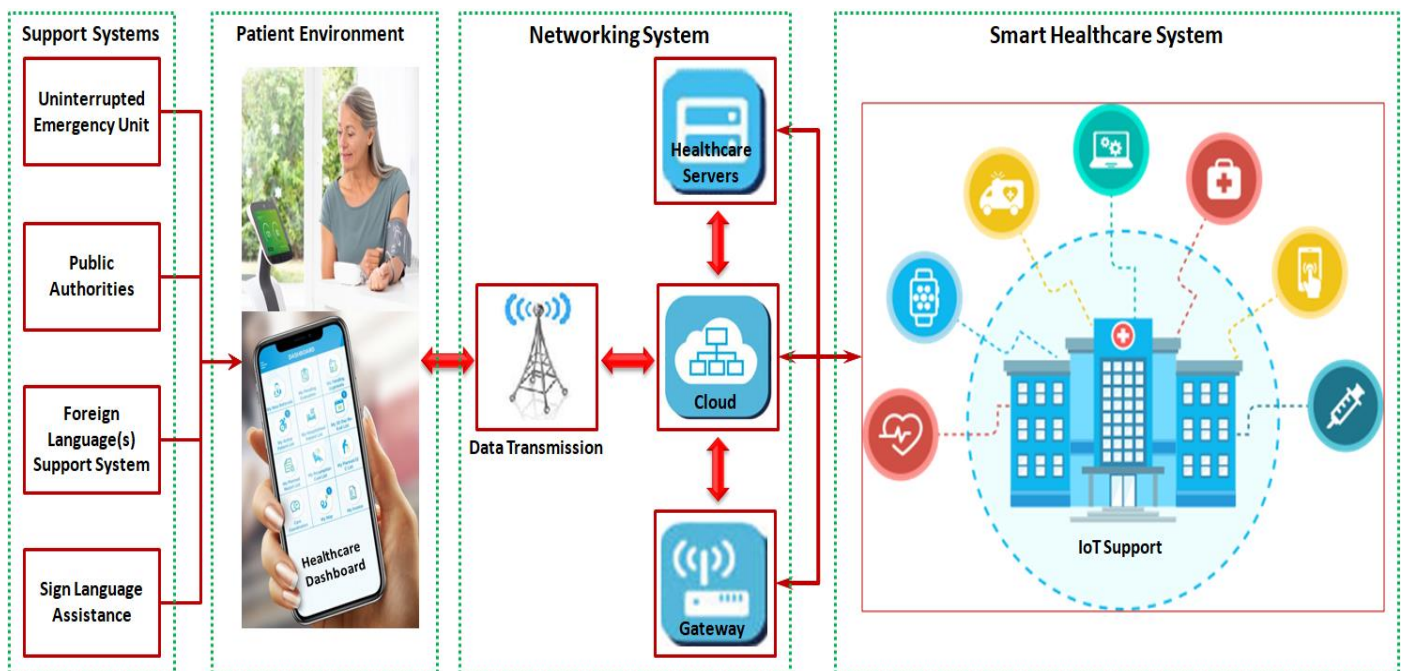 Support Systems
Uninterrupted
Emergency Unit
Public
Authorities
Foreign
Language(s)
Support System
Sign Language
Assistance
Patient Environment
DASHBOARD
Healthcare
Dashboard
Networking System
Healthcare
Servers
Cloud
Data Transmission
Gateway
Smart Healthcare System
IoT Support